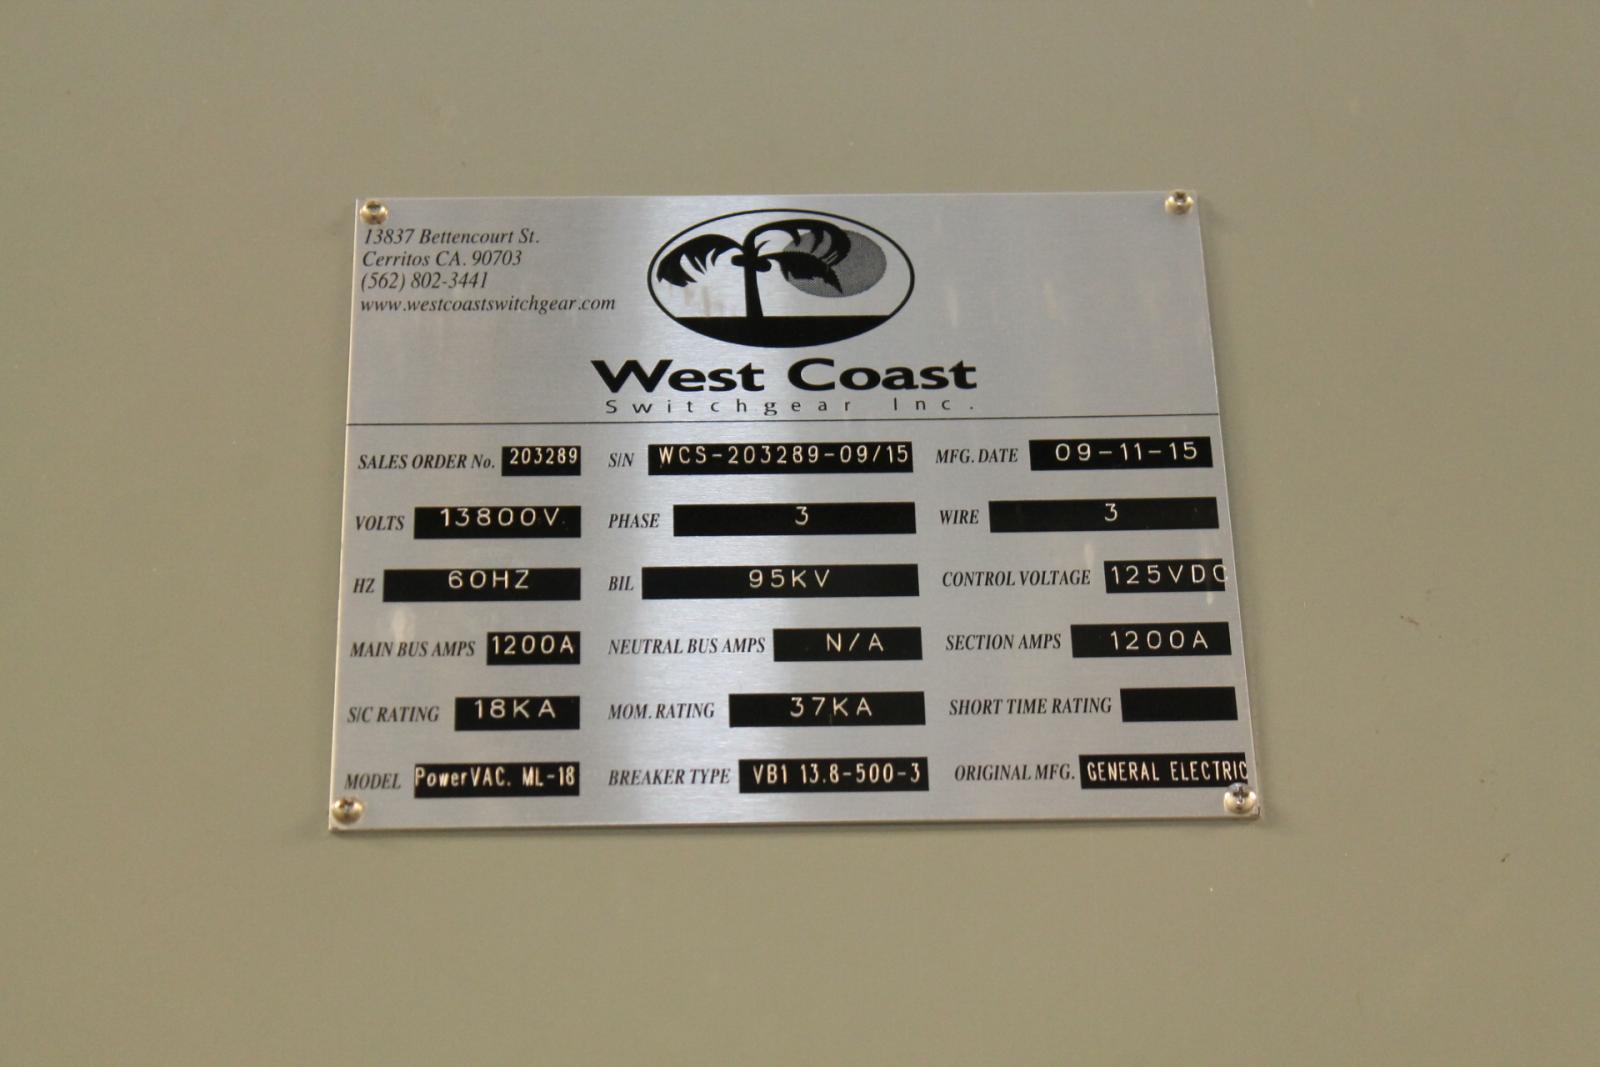 13837 Bettencourt St.
Cerritos CA. 90703
(562) 802-3441
www.westcoastswitchgear.com
West Coast
Switchgear Inc.
SALES ORDER No. 203289 S/N WCS-203289-09/15 MFG. DATE 09-11-15
VOLTS 13800V. PHASE 3 WIRE 3
HZ 60HZ BIL 95KV CONTROL VOLTAGE 125VDC
MAIN BUS AMPS 1200A NEUTRAL BUS AMPS N/A SECTION AMPS 1200A
S/C RATING 18KA MOM. RATING 37KA SHORT TIME RATING
MODEL PowerVAC. ML-18 BREAKER TYPE VB1 13.8-500-3 ORIGINAL MFG. GENERAL ELECTRIC